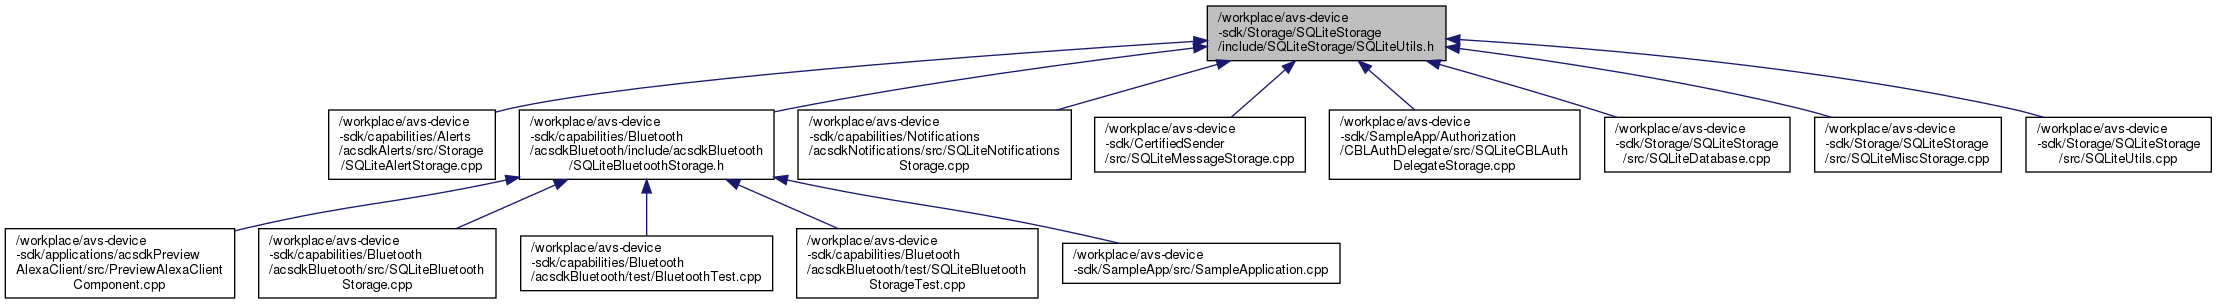 /workplace/avs-device
-sdk/Storage/SQLiteStorage
/include/SQLiteStorage/SQLiteUtils.h
/workplace/avs-device
-sdk/capabilities/Alerts
/acsdkAlerts/src/Storage
/SQLiteAlertStorage.cpp
/workplace/avs-device
-sdk/capabilities/Bluetooth
/acsdkBluetooth/include/acsdkBluetooth
/SQLiteBluetoothStorage.h
/workplace/avs-device
-sdk/capabilities/Notifications
/acsdkNotifications/src/SQLiteNotifications
Storage.cpp
/workplace/avs-device
-sdk/CertifiedSender
/src/SQLiteMessageStorage.cpp
/workplace/avs-device
-sdk/SampleApp/Authorization
/CBLAuthDelegate/src/SQLiteCBLAuth
DelegateStorage.cpp
/workplace/avs-device
-sdk/Storage/SQLiteStorage
/src/SQLiteDatabase.cpp
/workplace/avs-device
-sdk/Storage/SQLiteStorage
/src/SQLiteMiscStorage.cpp
/workplace/avs-device
-sdk/Storage/SQLiteStorage
/src/SQLiteUtils.cpp
/workplace/avs-device
-sdk/applications/acsdkPreview
AlexaClient/src/PreviewAlexaClient
Component.cpp
/workplace/avs-device
-sdk/capabilities/Bluetooth
/acsdkBluetooth/src/SQLiteBluetooth
Storage.cpp
/workplace/avs-device
-sdk/capabilities/Bluetooth
/acsdkBluetooth/test/BluetoothTest.cpp
/workplace/avs-device
-sdk/capabilities/Bluetooth
/acsdkBluetooth/test/SQLiteBluetooth
StorageTest.cpp
/workplace/avs-device
-sdk/SampleApp/src/SampleApplication.cpp